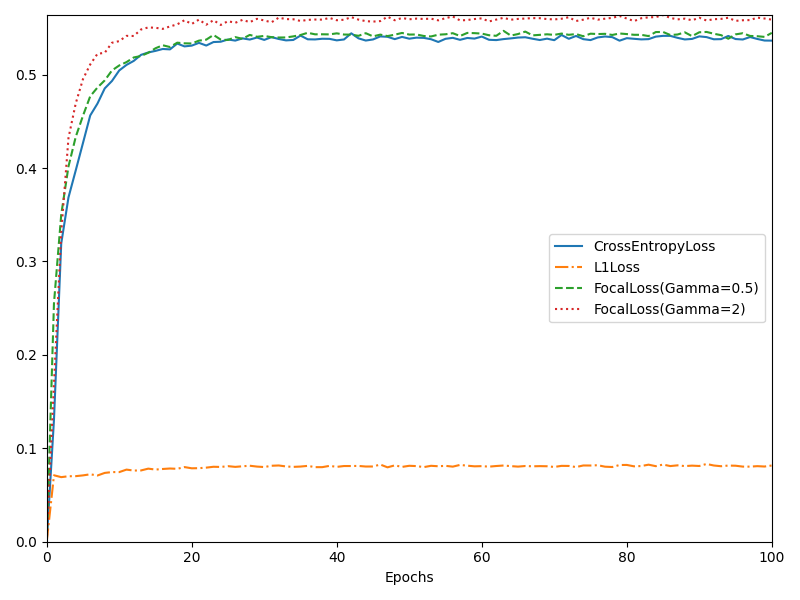 0.5
0.4
0.3
0.2
0.1
0.0
CrossEntropyLoss
L1Loss
FocalLoss(Gamma=0.5)
FocalLoss(Gamma=2)
0 20 40 60 80 100
Epochs